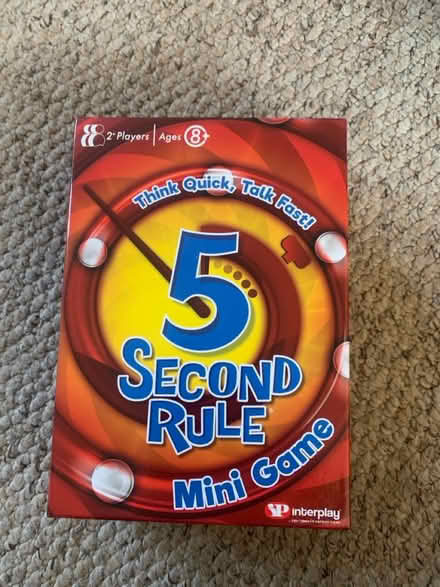 2+ Players | Ages 8+
Think Quick, Talk Fast!
5
SECOND
RULE
Mini Game
interplay